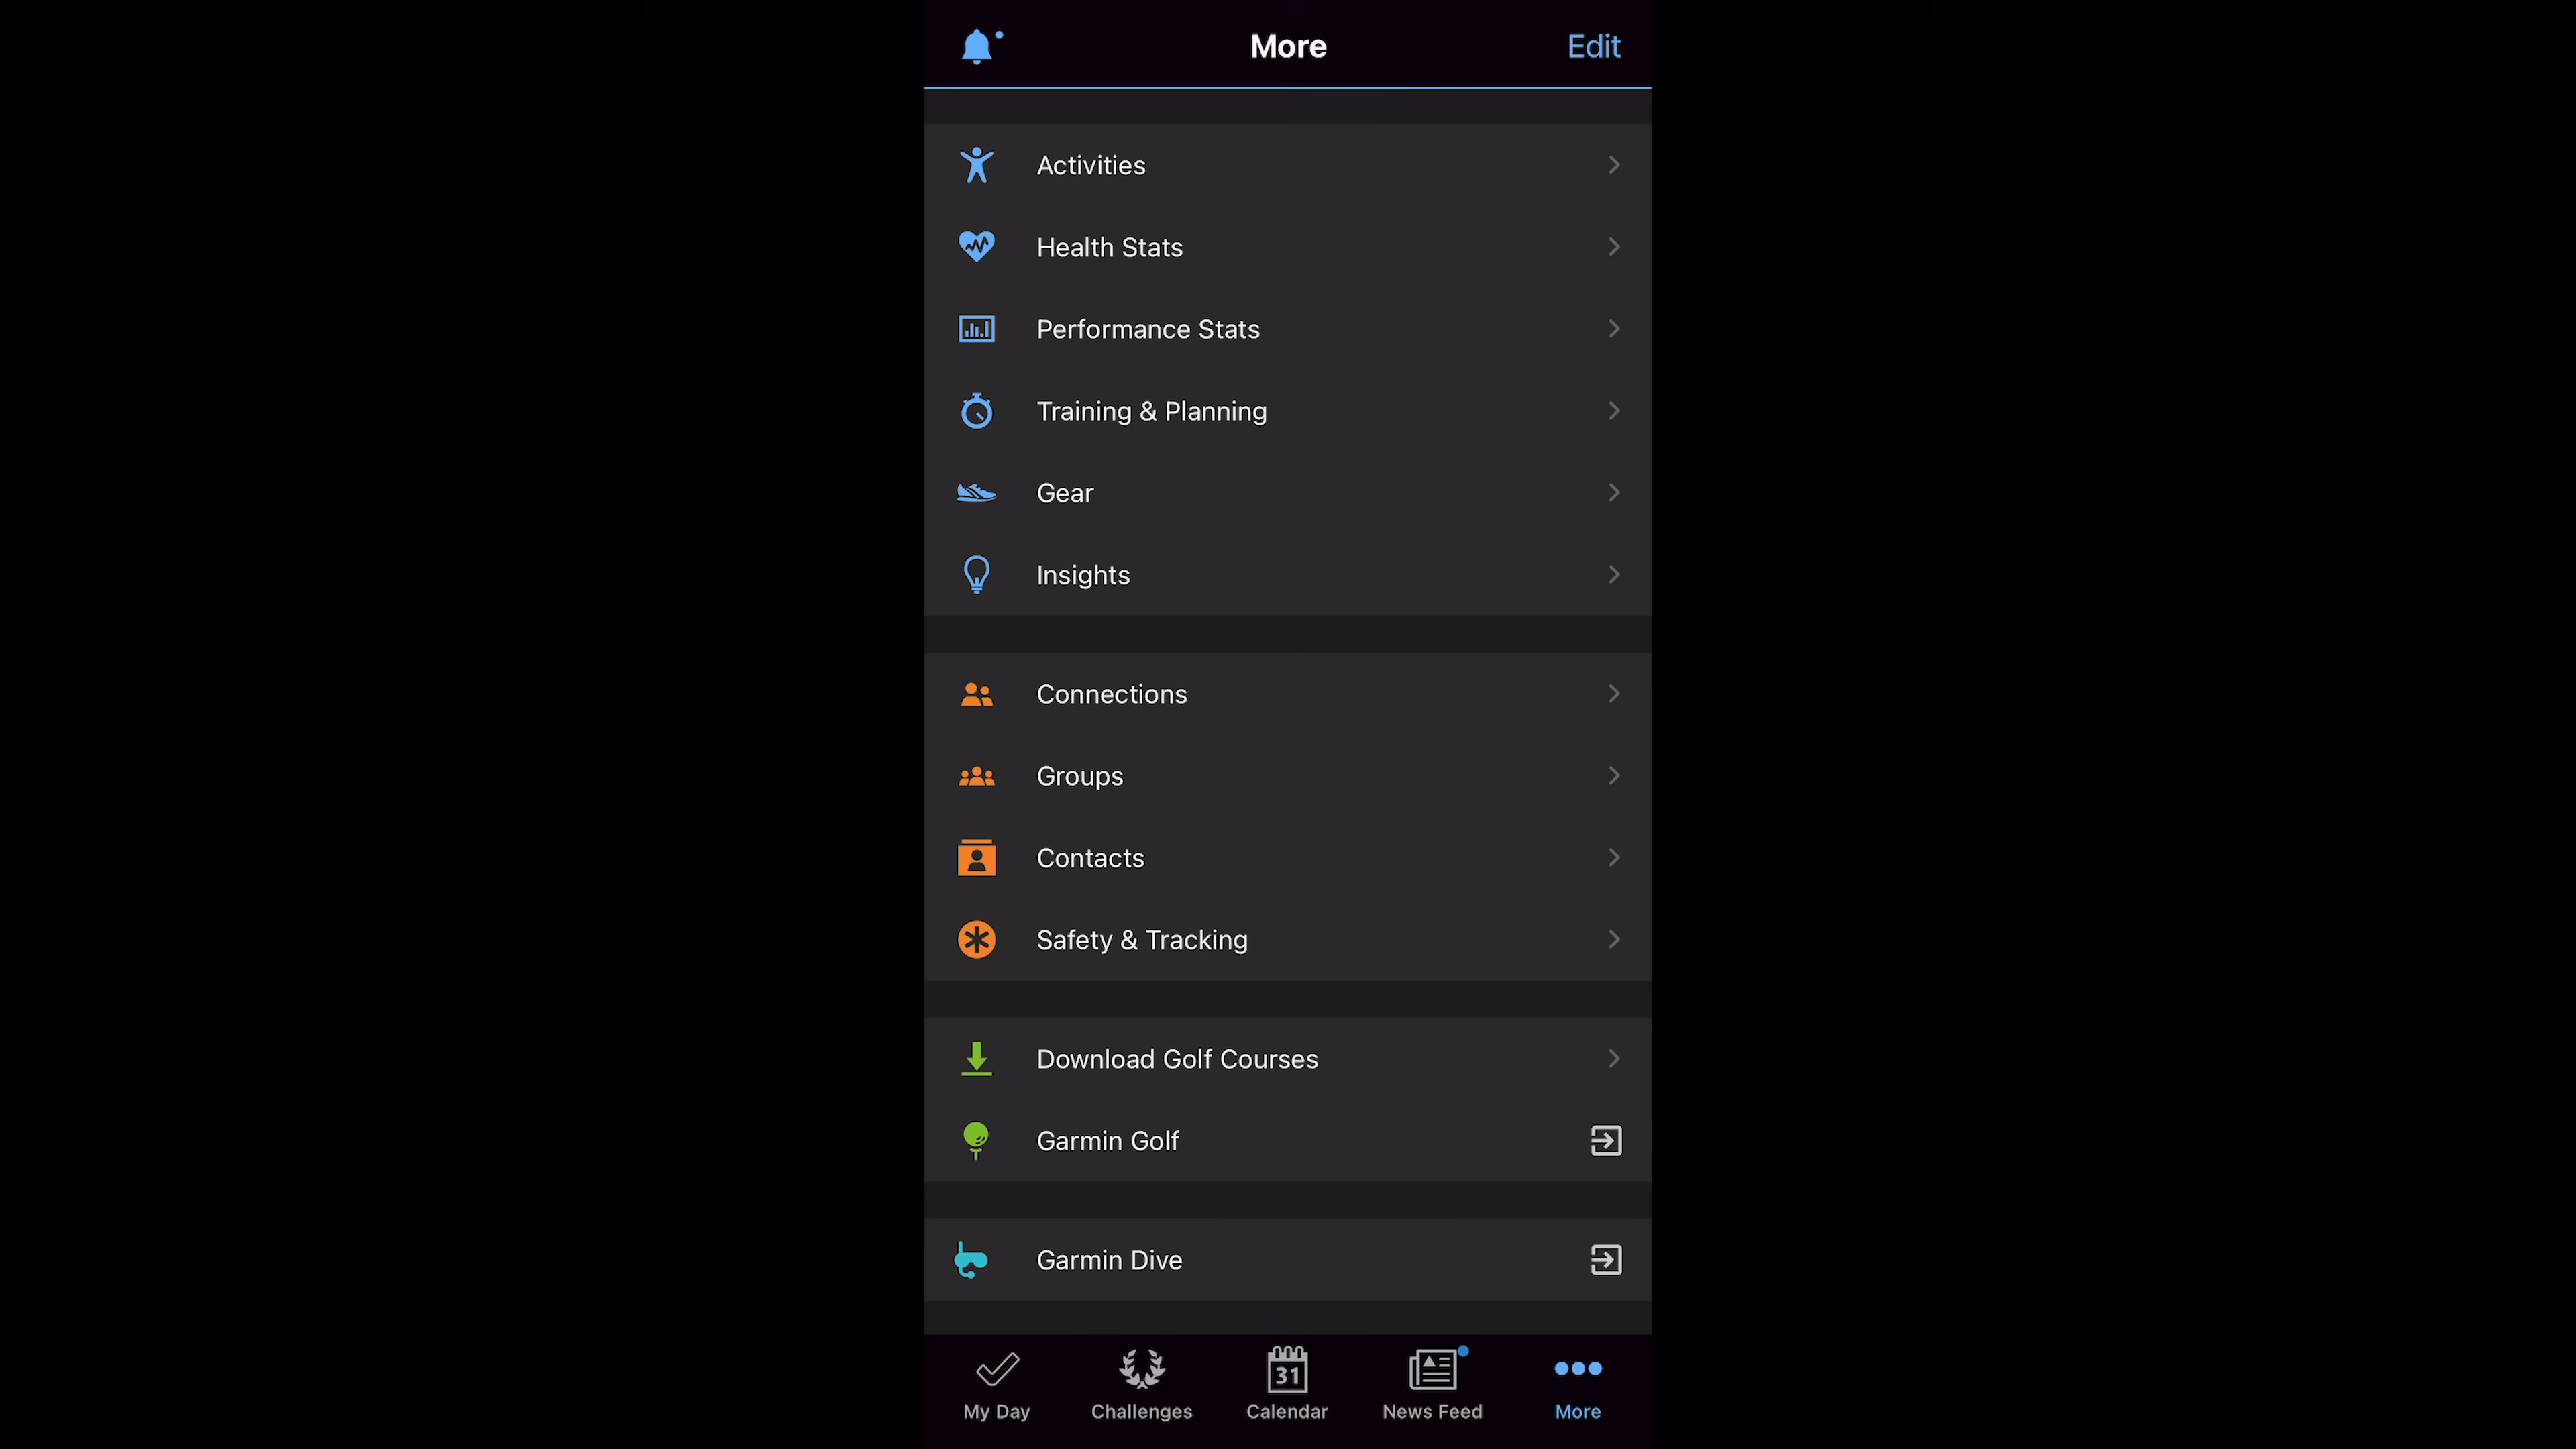 More
Edit
Activities
Health Stats
Performance Stats
Training & Planning
Gear
Insights
Connections
Groups
Contacts
Safety & Tracking
Download Golf Courses
Garmin Golf
Garmin Dive
31
My Day
Challenges
Calendar
News Feed
More